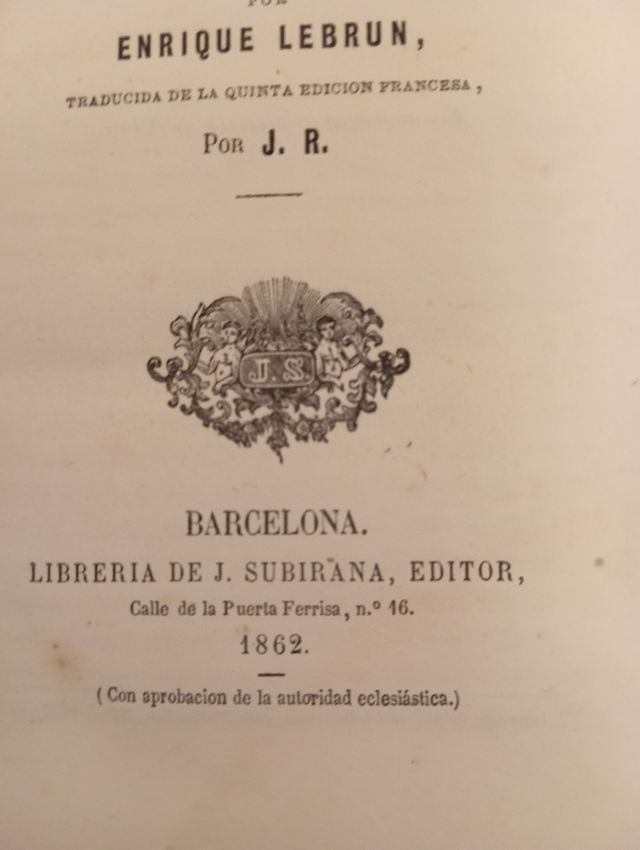 POR
ENRIQUE LEBRUN,
TRADUCIDA DE LA QUINTA EDICION FRANCESA,
POR J. R.
J. S.
BARCELONA.
LIBRERIA DE J. SUBIRANA, EDITOR,
Calle de la Puerta Ferrisa, n.º 16.
1862.
(Con aprobacion de la autoridad eclesiástica.)